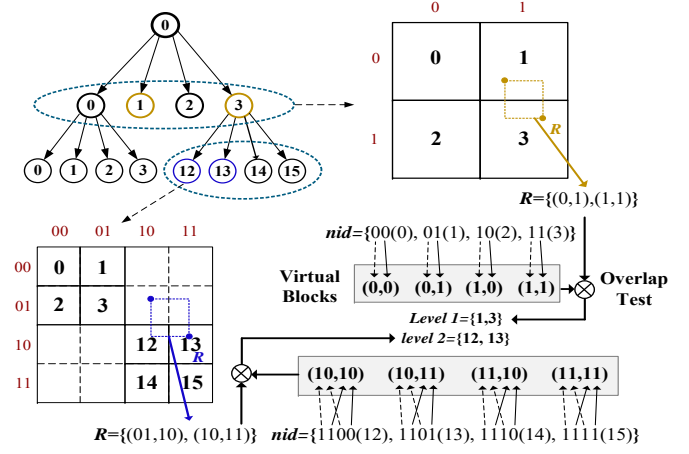 0
0 1 2 3
0 1 2 3 12 13 14 15
0 1
0 0 1
1 2 3
R
R={(0,1),(1,1)}
nid={00(0), 01(1), 10(2), 11(3)}
Virtual Blocks
(0,0) (0,1) (1,0) (1,1)
Overlap Test
Level 1={1,3}
level 2={12, 13}
00 01 10 11
00 0 1
01 2 3
10 12 13
R
11 14 15
(10,10) (10,11) (11,10) (11,11)
R={(01,10), (10,11)}
nid={1100(12), 1101(13), 1110(14), 1111(15)}